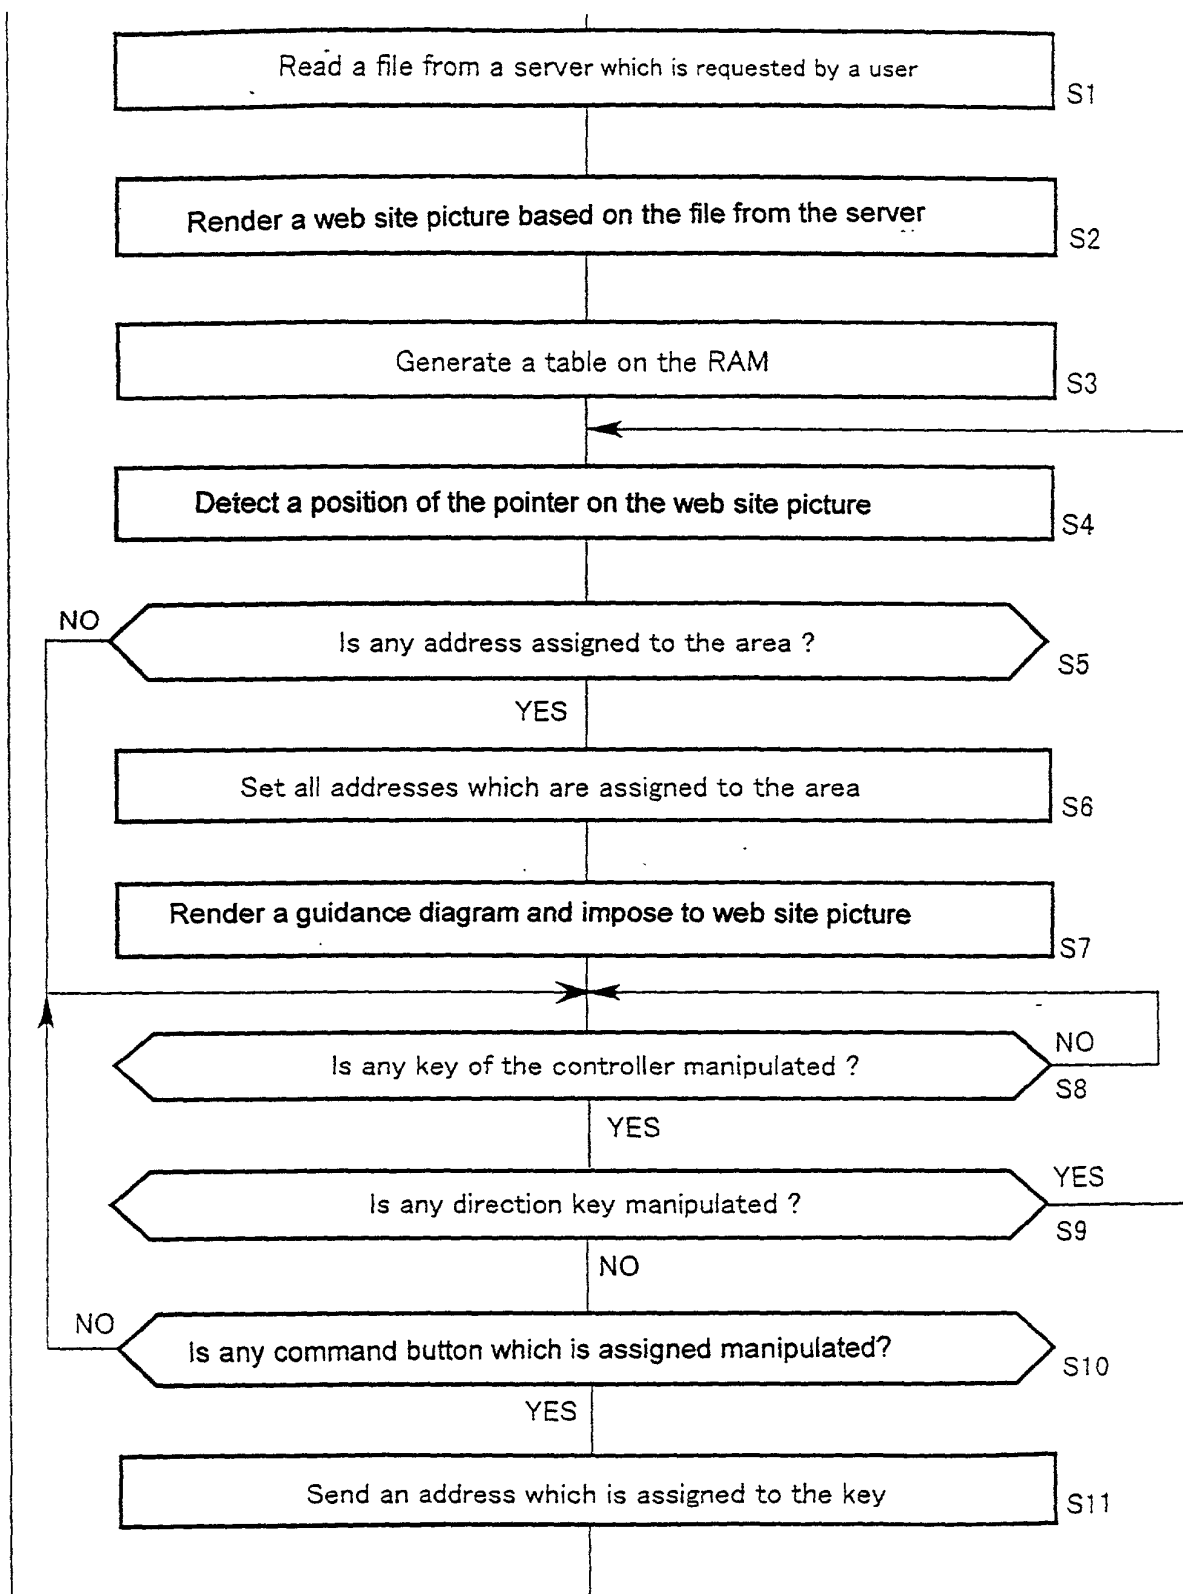 Read a file from a server which is requested by a user
S1
Render a web site picture based on the file from the server
S2
Generate a table on the RAM
S3
Detect a position of the pointer on the web site picture
S4
NO
Is any address assigned to the area ?
S5
YES
Set all addresses which are assigned to the area
S6
Render a guidance diagram and impose to web site picture
S7
NO
Is any key of the controller manipulated ?
S8
YES
YES
Is any direction key manipulated ?
S9
NO
NO
Is any command button which is assigned manipulated?
S10
YES
Send an address which is assigned to the key
S11